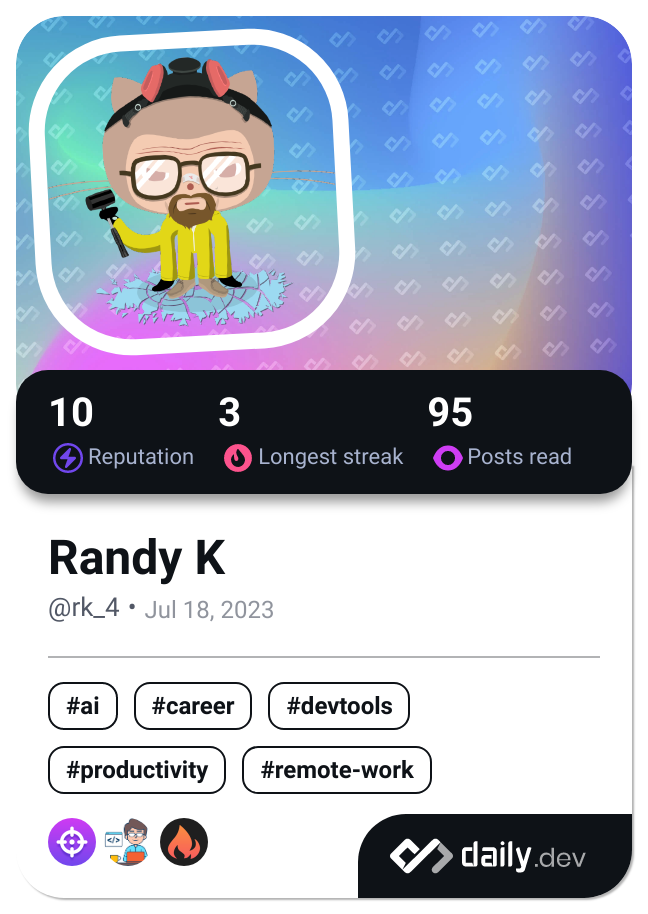 10 3 95
Reputation Longest streak Posts read
Randy K
@rk_4 • Jul 18, 2023
#ai #career #devtools
#productivity #remote-work
</>
daily.dev